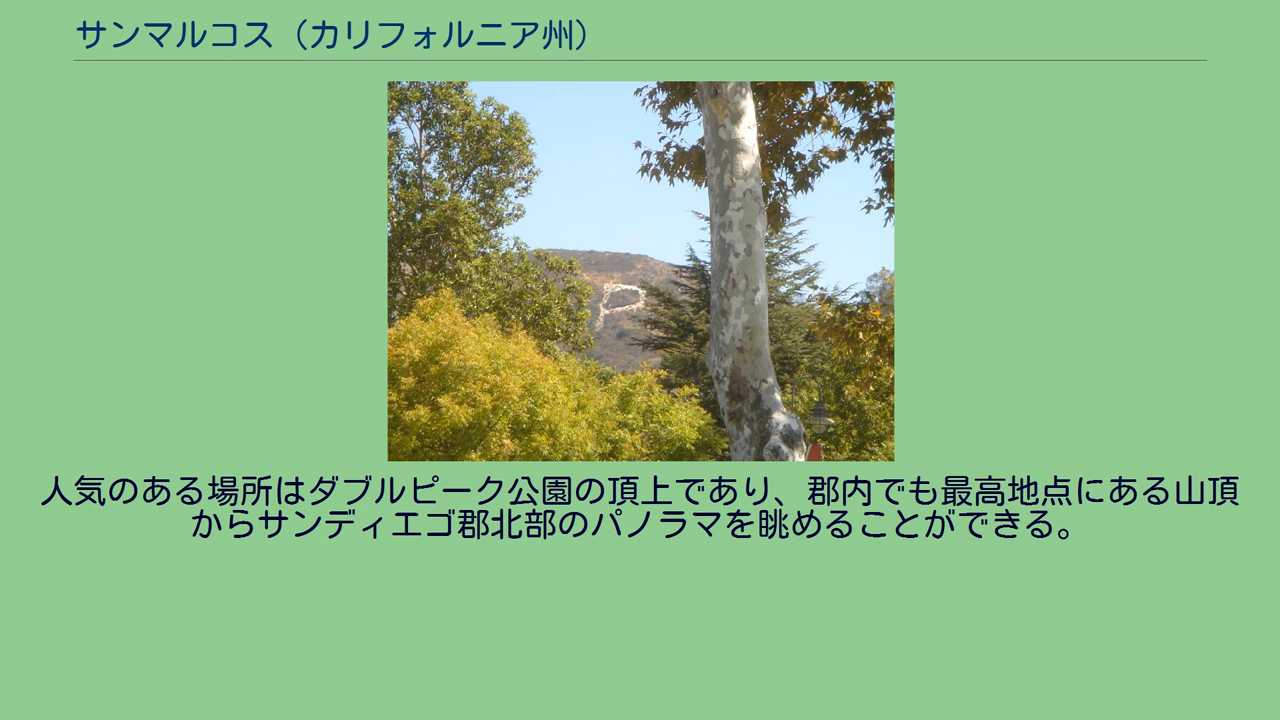 サンマルコス（カリフォルニア州）
人気のある場所はダブルピーク公園の頂上であり、郡内でも最高地点にある山頂
からサンディエゴ郡北部のパノラマを眺めることができる。